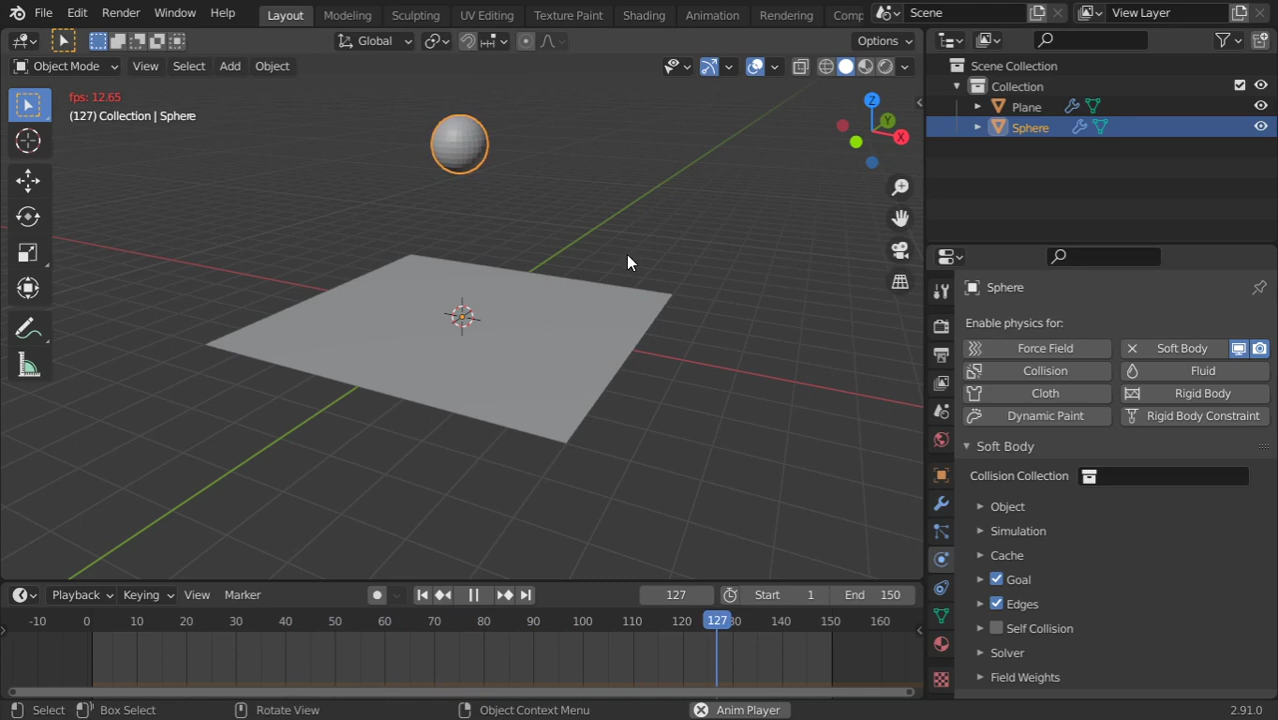 File Edit Render Window Help Layout Modeling Sculpting UV Editing Texture Paint Shading Animation Rendering Comp Scene View Layer
Global Options
Object Mode View Select Add Object
fps: 12.65
(127) Collection | Sphere
Z
Y
X
Scene Collection
Collection
Plane
Sphere
Sphere
Enable physics for:
Force Field Soft Body
Collision Fluid
Cloth Rigid Body
Dynamic Paint Rigid Body Constraint
Soft Body
Collision Collection
Object
Simulation
Cache
Goal
Edges
Self Collision
Solver
Field Weights
Playback Keying View Marker 127 Start 1 End 150
-10 0 10 20 30 40 50 60 70 80 90 100 110 120 127 30 140 150 160
Select Box Select Rotate View Object Context Menu Anim Player 2.91.0